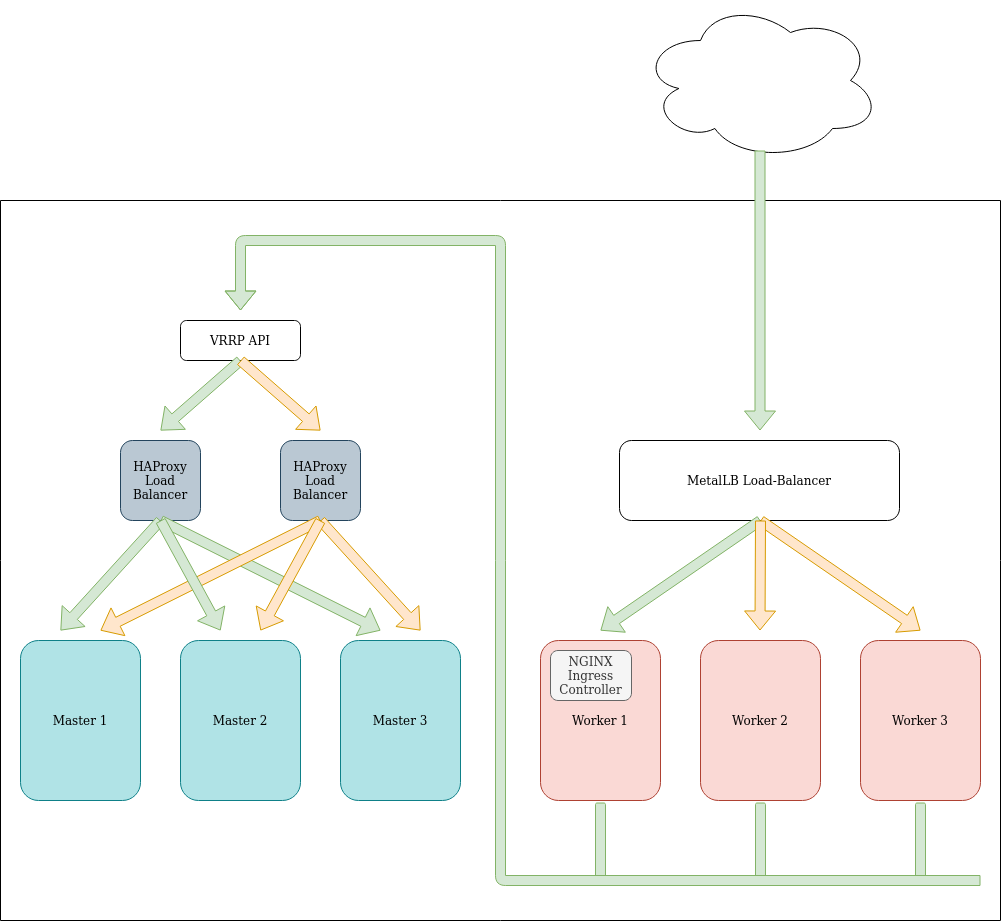 VRRP API
HAProxy
Load
Balancer
HAProxy
Load
Balancer
MetalLB Load-Balancer
Master 1
Master 2
Master 3
NGINX
Ingress
Controller
Worker 1
Worker 2
Worker 3